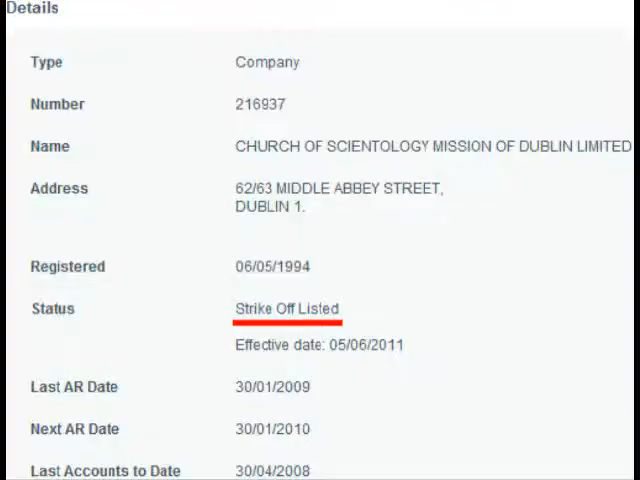 Details
Type Company
Number 216937
Name CHURCH OF SCIENTOLOGY MISSION OF DUBLIN LIMITED
Address 62/63 MIDDLE ABBEY STREET,
DUBLIN 1.
Registered 06/05/1994
Status Strike Off Listed
Effective date: 05/06/2011
Last AR Date 30/01/2009
Next AR Date 30/01/2010
Last Accounts to Date 30/04/2008